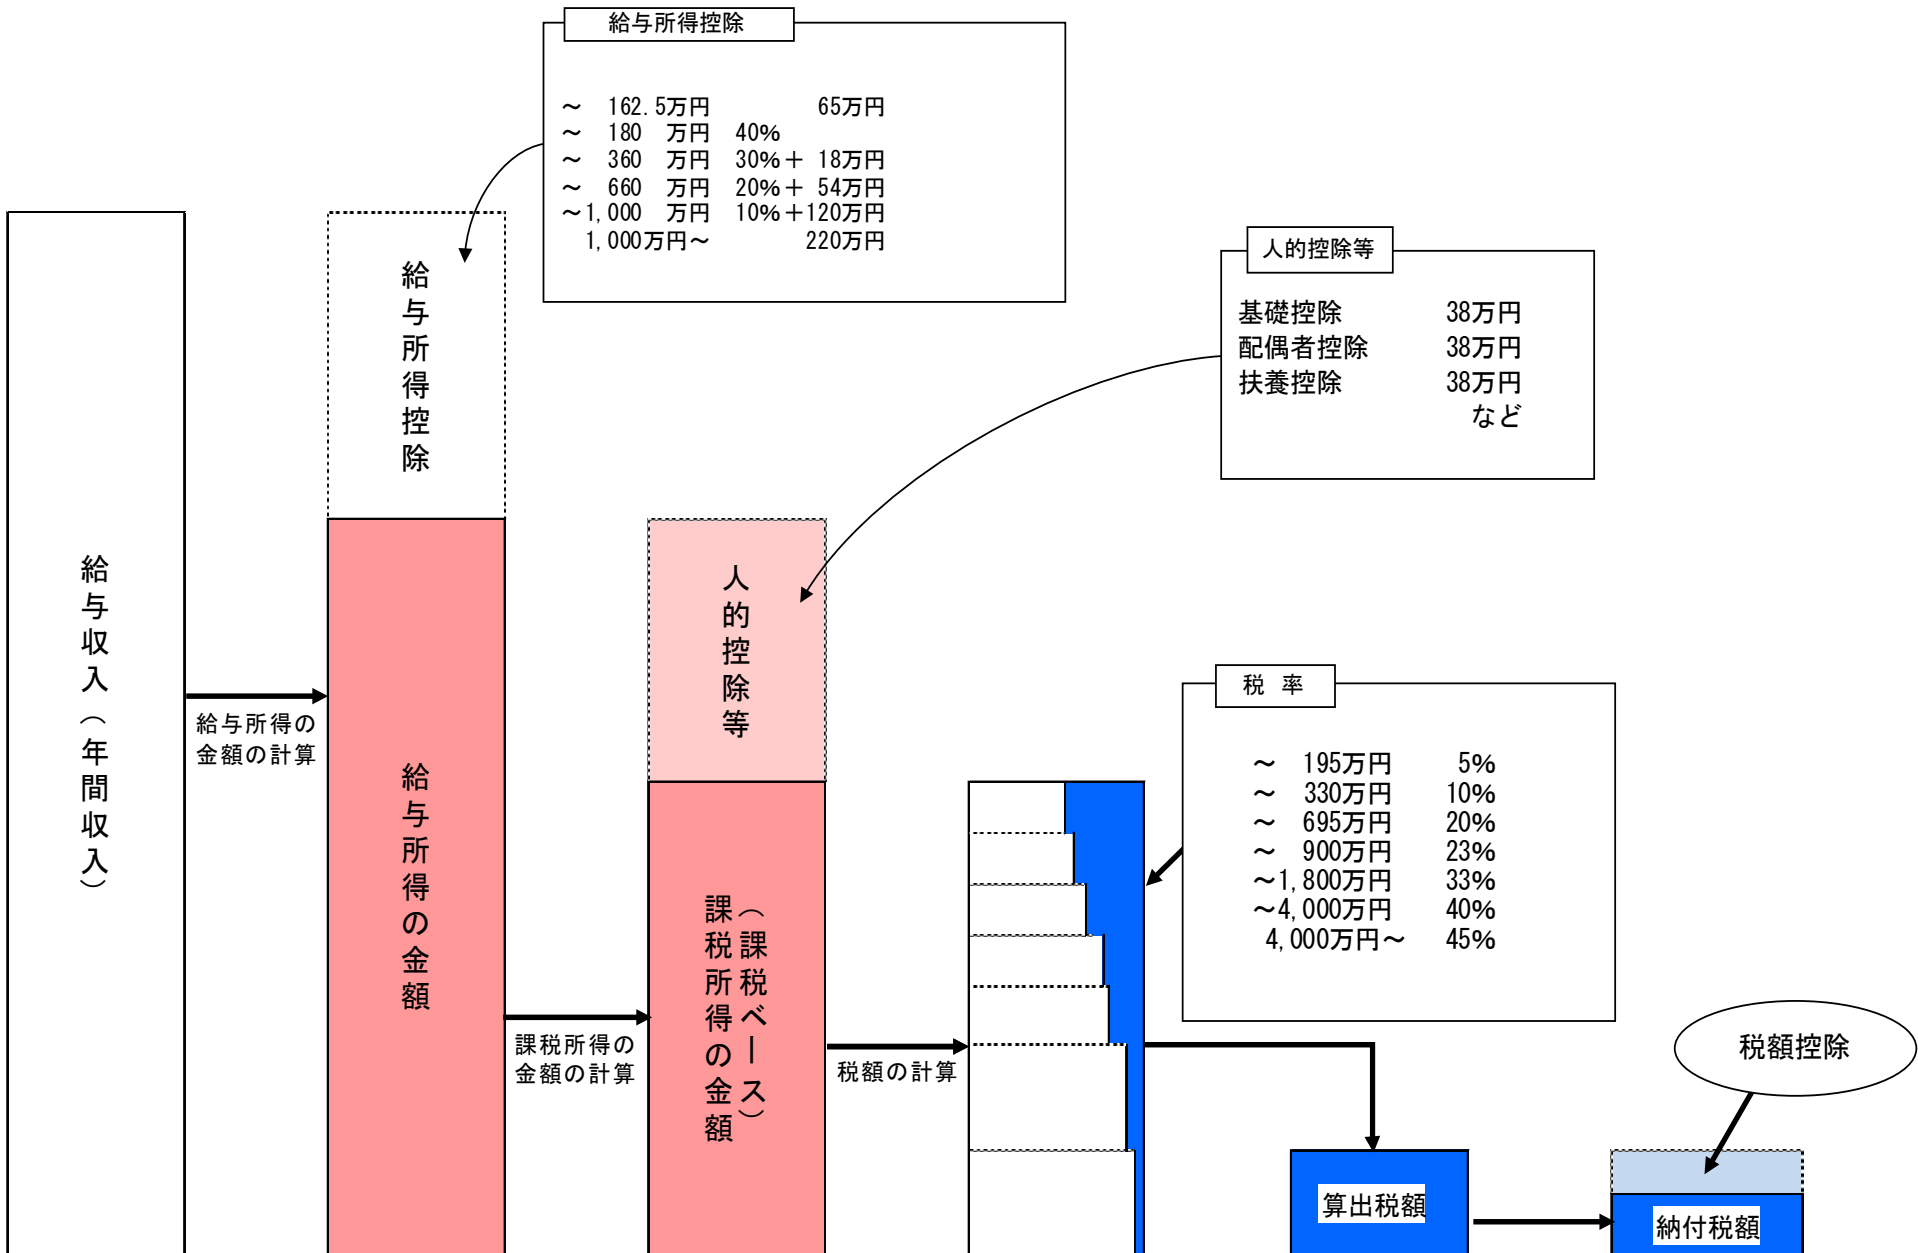 給与所得控除
～ 162.5万円 65万円
～ 180 万円 40%
～ 360 万円 30%＋ 18万円
～ 660 万円 20%＋ 54万円
～1,000 万円 10%＋120万円
1,000万円～ 220万円
人的控除等
基礎控除 38万円
配偶者控除 38万円
扶養控除 38万円
など
給与収入（年間収入）
給与所得の
金額の計算
給与所得控除
給与所得の金額
課税所得の
金額の計算
人的控除等
（課税ベース）
課税所得の金額
税額の計算
税 率
～ 195万円 5%
～ 330万円 10%
～ 695万円 20%
～ 900万円 23%
～1,800万円 33%
～4,000万円 40%
4,000万円～ 45%
算出税額
税額控除
納付税額